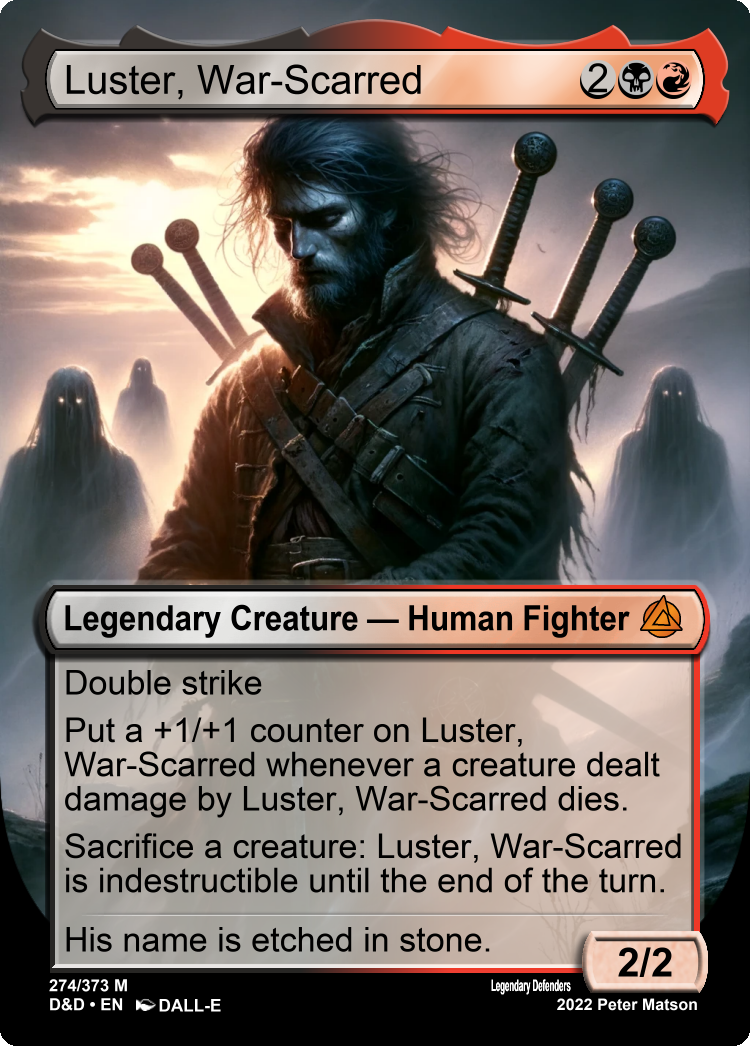 Luster, War-Scarred 2
Legendary Creature — Human Fighter
Double strike
Put a +1/+1 counter on Luster,
War-Scarred whenever a creature dealt
damage by Luster, War-Scarred dies.
Sacrifice a creature: Luster, War-Scarred
is indestructible until the end of the turn.
His name is etched in stone.
2/2
274/373 M
D&D • EN DALL-E
Legendary Defenders
2022 Peter Matson